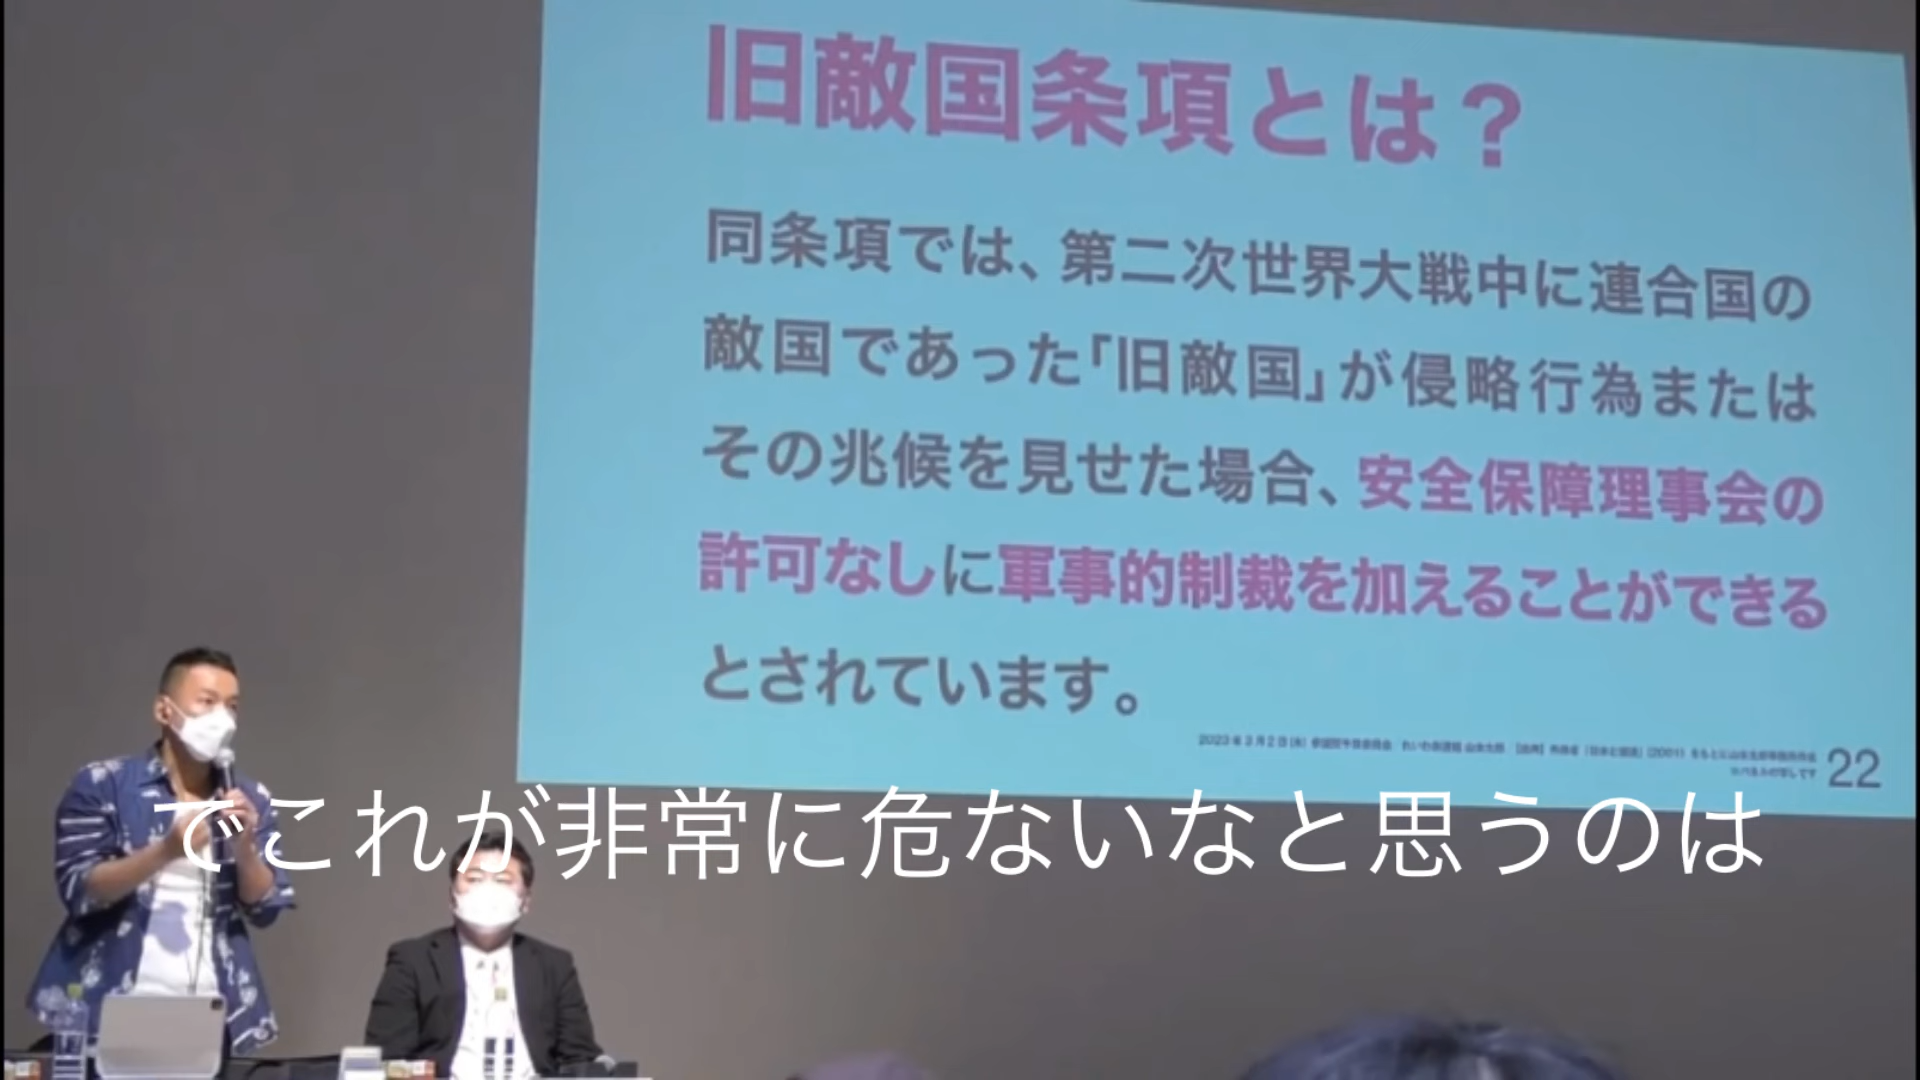 旧敵国条項とは？
同条項では、第二次世界大戦中に連合国の
敵国であった「旧敵国」が侵略行為または
その兆候を見せた場合、安全保障理事会の
許可なしに軍事的制裁を加えることができる
とされています。
22
でこれが非常に危ないなと思うのは